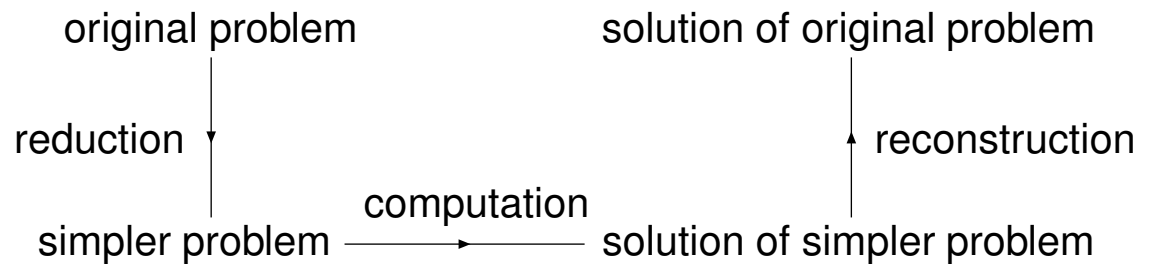 original problem
solution of original problem
reduction
reconstruction
computation
simpler problem
solution of simpler problem